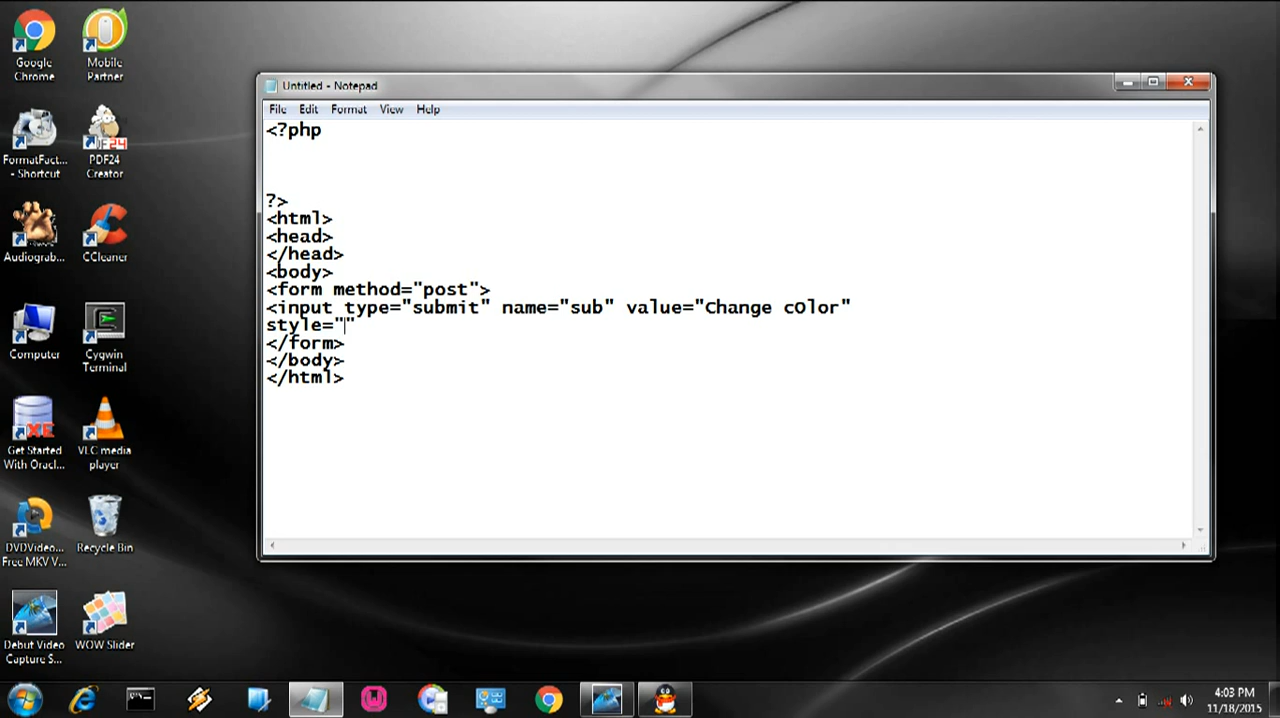 Google
Chrome
Mobile
Partner
FormatFact...
- Shortcut
PDF24
Creator
Audiograb...
CCleaner
Computer
Cygwin
Terminal
Get Started
With Oracl...
VLC media
player
DVDVideo...
Free MKV V...
Recycle Bin
Debut Video
Capture S...
WOW Slider
Untitled - Notepad
File Edit Format View Help
<?php
?>
<html>
<head>
</head>
<body>
<form method="post">
<input type="submit" name="sub" value="Change cOlor"
style=""
</form>
</body>
</html>
4:03 PM
11/18/2015